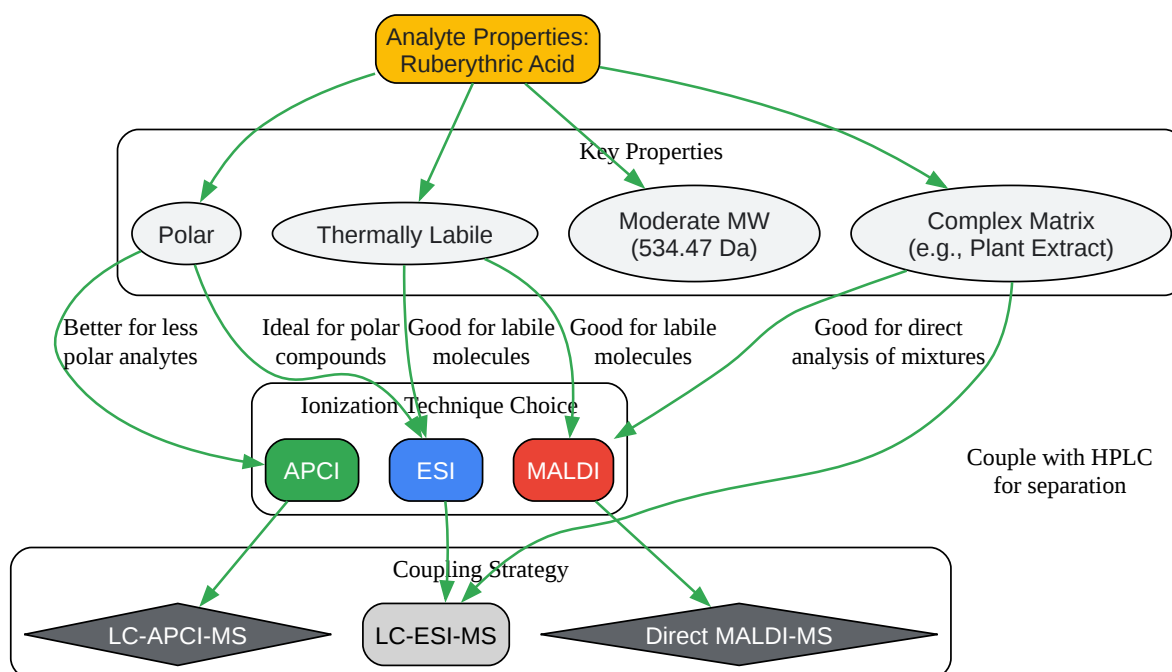 Analyte Properties:
Ruberythric Acid
Key Properties
Polar
Thermally Labile
Moderate MW
(534.47 Da)
Complex Matrix
(e.g., Plant Extract)
Better for less
polar analytes
Ideal for polar
compounds
Good for labile
molecules
Good for labile
molecules
Good for direct
analysis of mixtures
Ionization Technique Choice
APCI
ESI
MALDI
Couple with HPLC
for separation
Coupling Strategy
LC-APCI-MS
LC-ESI-MS
Direct MALDI-MS